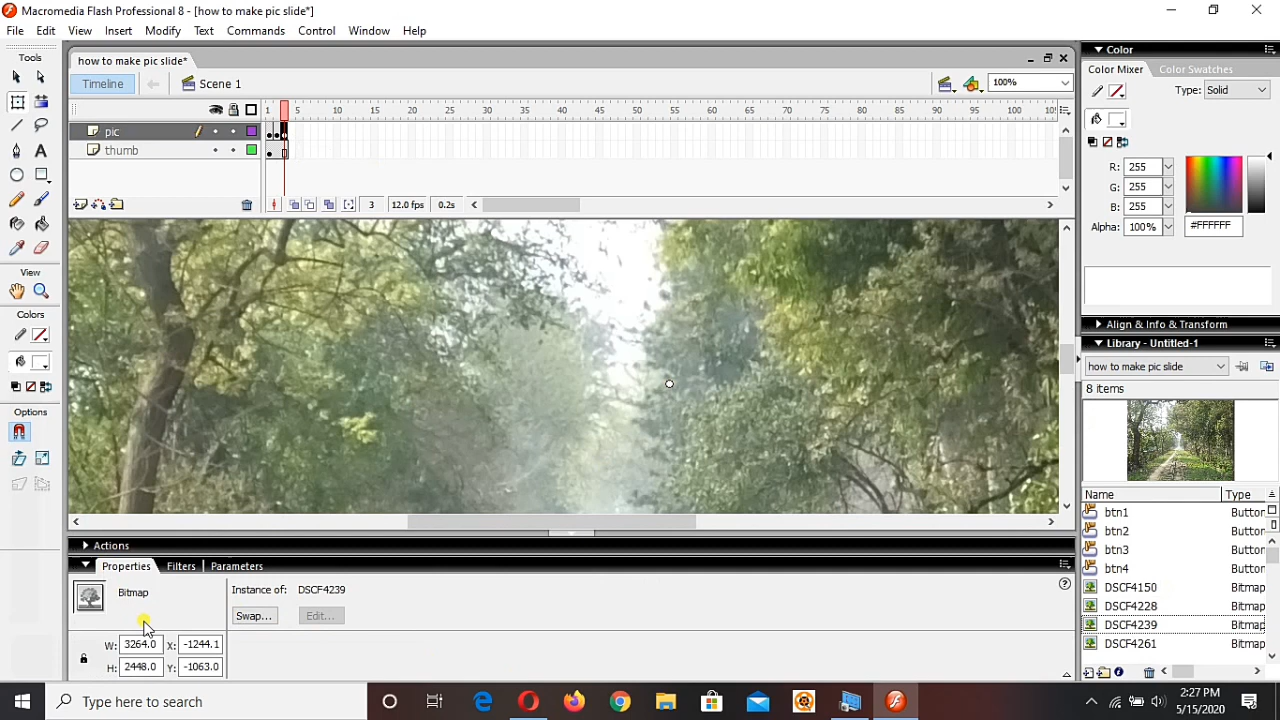 Macromedia Flash Professional 8 - [how to make pic slide*]
File Edit View Insert Modify Text Commands Control Window Help
Tools
View
Colors
Options
how to make pic slide*
Timeline
Scene 1
100%
1 5 10 15 20 25 30 35 40 45 50 55 60 65 70 75 80 85 90 95 100 105
pic
thumb
3 12.0 fps 0.2s
Actions
Properties Filters Parameters
Bitmap
Instance of: DSCF4239
Swap... Edit...
W: 3264.0 X: -1244.1
H: 2448.0 Y: -1063.0
Color
Color Mixer Color Swatches
Type: Solid
R: 255
G: 255
B: 255
Alpha: 100%
#FFFFFF
Align & Info & Transform
Library - Untitled-1
how to make pic slide
8 items
Name Type
btn1 Button
btn2 Button
btn3 Button
btn4 Button
DSCF4150 Bitmap
DSCF4228 Bitmap
DSCF4239 Bitmap
DSCF4261 Bitmap
Type here to search
2:27 PM
5/15/2020